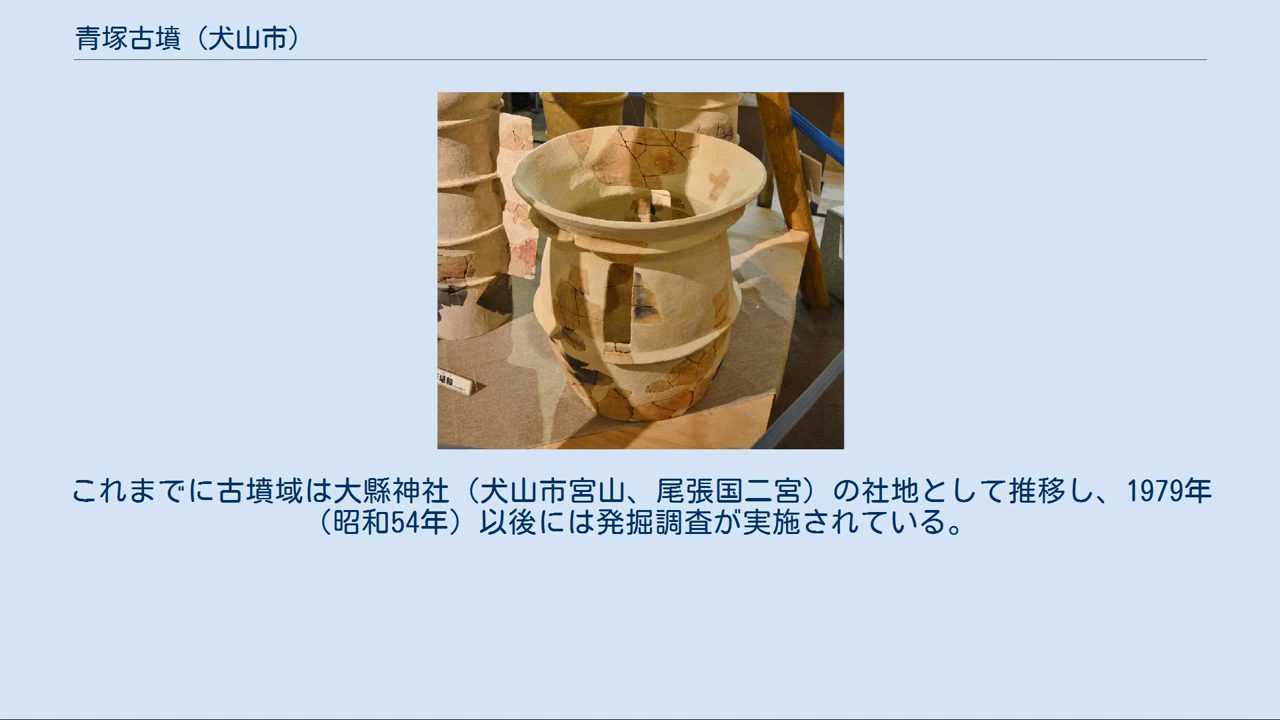 青塚古墳（犬山市）
これまでに古墳域は大縣神社（犬山市宮山、尾張国二宮）の社地として推移し、1979年
（昭和54年）以後には発掘調査が実施されている。